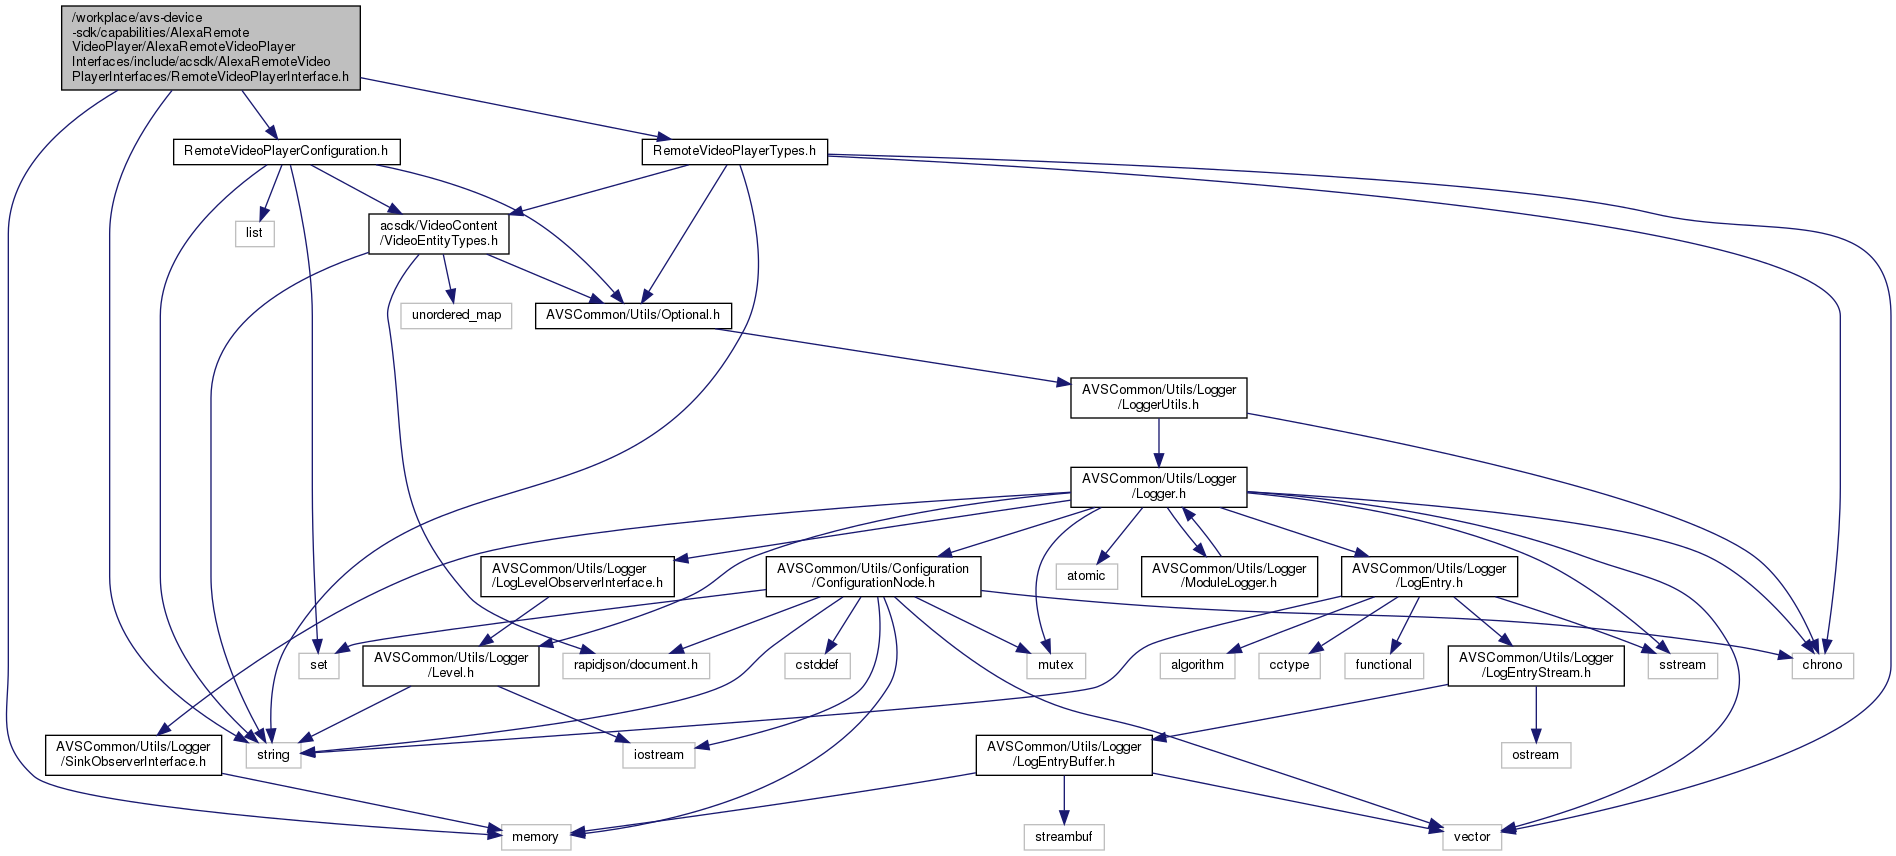 /workplace/avs-device
-sdk/capabilities/AlexaRemote
VideoPlayer/AlexaRemoteVideoPlayer
Interfaces/include/acsdk/AlexaRemoteVideo
PlayerInterfaces/RemoteVideoPlayerInterface.h
RemoteVideoPlayerConfiguration.h
RemoteVideoPlayerTypes.h
list
acsdk/VideoContent
/VideoEntityTypes.h
unordered_map
AVSCommon/Utils/Optional.h
AVSCommon/Utils/Logger
/LoggerUtils.h
AVSCommon/Utils/Logger
/Logger.h
AVSCommon/Utils/Logger
/LogLevelObserverInterface.h
AVSCommon/Utils/Configuration
/ConfigurationNode.h
atomic
AVSCommon/Utils/Logger
/ModuleLogger.h
AVSCommon/Utils/Logger
/LogEntry.h
set
AVSCommon/Utils/Logger
/Level.h
rapidjson/document.h
cstddef
mutex
algorithm
cctype
functional
AVSCommon/Utils/Logger
/LogEntryStream.h
sstream
chrono
AVSCommon/Utils/Logger
/SinkObserverInterface.h
string
iostream
AVSCommon/Utils/Logger
/LogEntryBuffer.h
ostream
memory
streambuf
vector